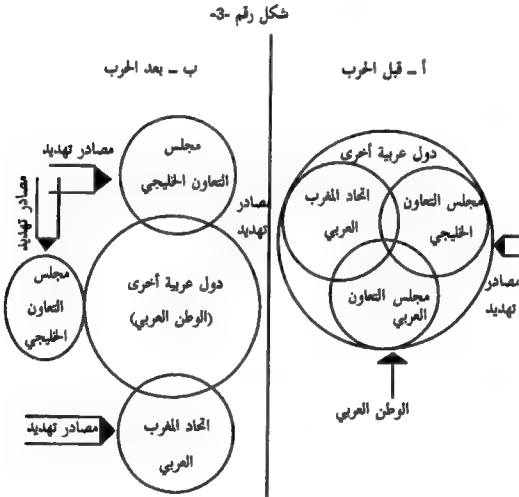 شكل رقم -3-
أ ــ قبل الحرب
دول عربية أخرى
مجلس التعاون
الخليجي
اتحاد المغرب
العربي
مجلس التعاون
العربي
مصادر
تهديد
الوطن العربي
ب ــ بعد الحرب
مصادر تهديد
مجلس
التعاون الخليجي
مصادر تهديد
مصادر
تهديد
مجلس
التعاون
الخليجي
دول عربية أخرى
(الوطن العربي)
مصادر تهديد
اتحاد المغرب
العربي